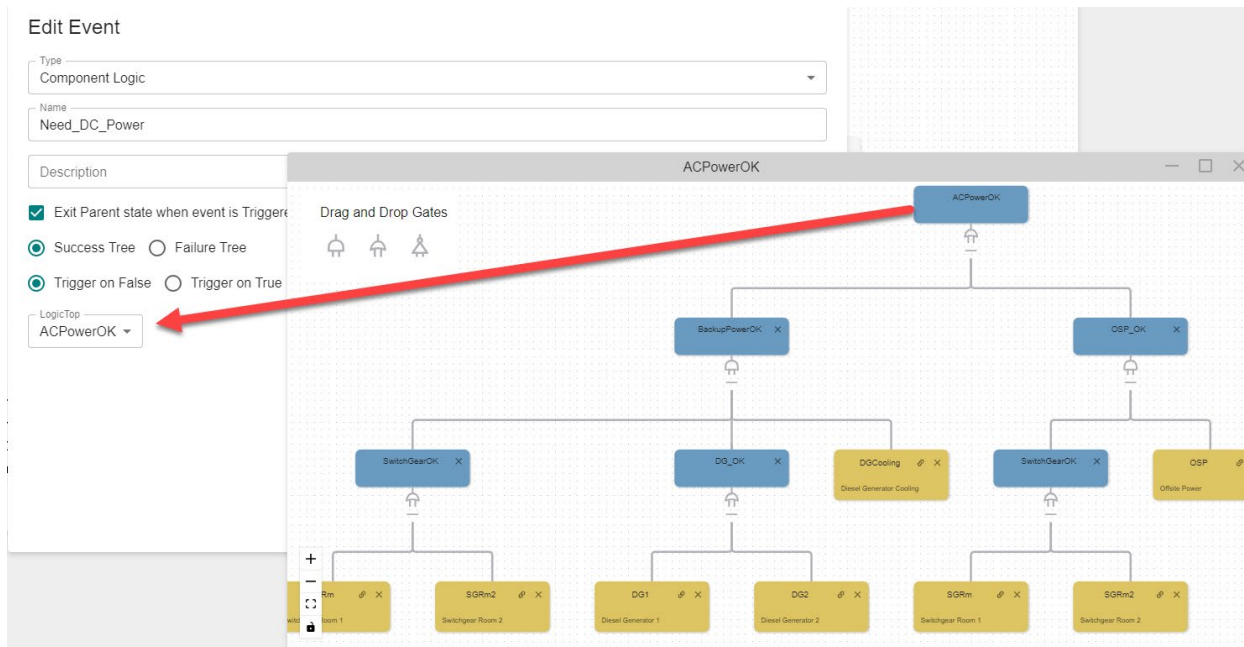 Edit Event
Type
Component Logic
Name
Need_DC_Power
Description
Exit Parent state when event is Triggere
Success Tree Failure Tree
Trigger on False Trigger on True
LogicTop
ACPowerOK
ACPowerOK
Drag and Drop Gates
ACPowerOK
BackupPowerOK
OSP_OK
SwitchGearOK
DG_OK
DGCooling
Diesel Generator Cooling
SwitchGearOK
OSP
Offsite Power
Rm
Room 1
SGRm2
Switchgear Room 2
DG1
Diesel Generator 1
DG2
Diesel Generator 2
SGRm
Switchgear Room 1
SGRm2
Switchgear Room 2